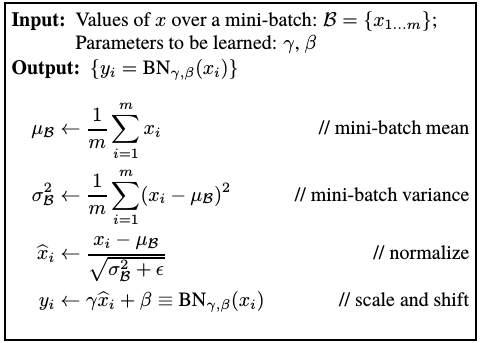 Input: Values of x over a mini-batch: ℬ = {x₁...ₘ};
Parameters to be learned: γ, β
Output: {yᵢ = BN_{γ,β}(xᵢ)}
μ_ℬ ← 1/m ∑_{i=1}^{m} xᵢ // mini-batch mean
σ²_ℬ ← 1/m ∑_{i=1}^{m} (xᵢ − μ_ℬ)² // mini-batch variance
x̂ᵢ ← (xᵢ − μ_ℬ)/√(σ²_ℬ + ϵ) // normalize
yᵢ ← γx̂ᵢ + β ≡ BN_{γ,β}(xᵢ) // scale and shift